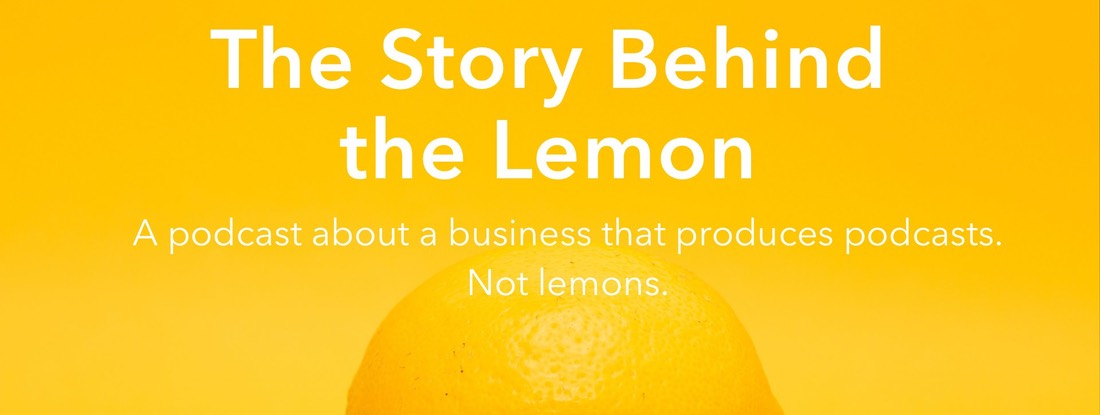 The Story Behind
the Lemon
A podcast about a business that produces podcasts.
Not lemons.